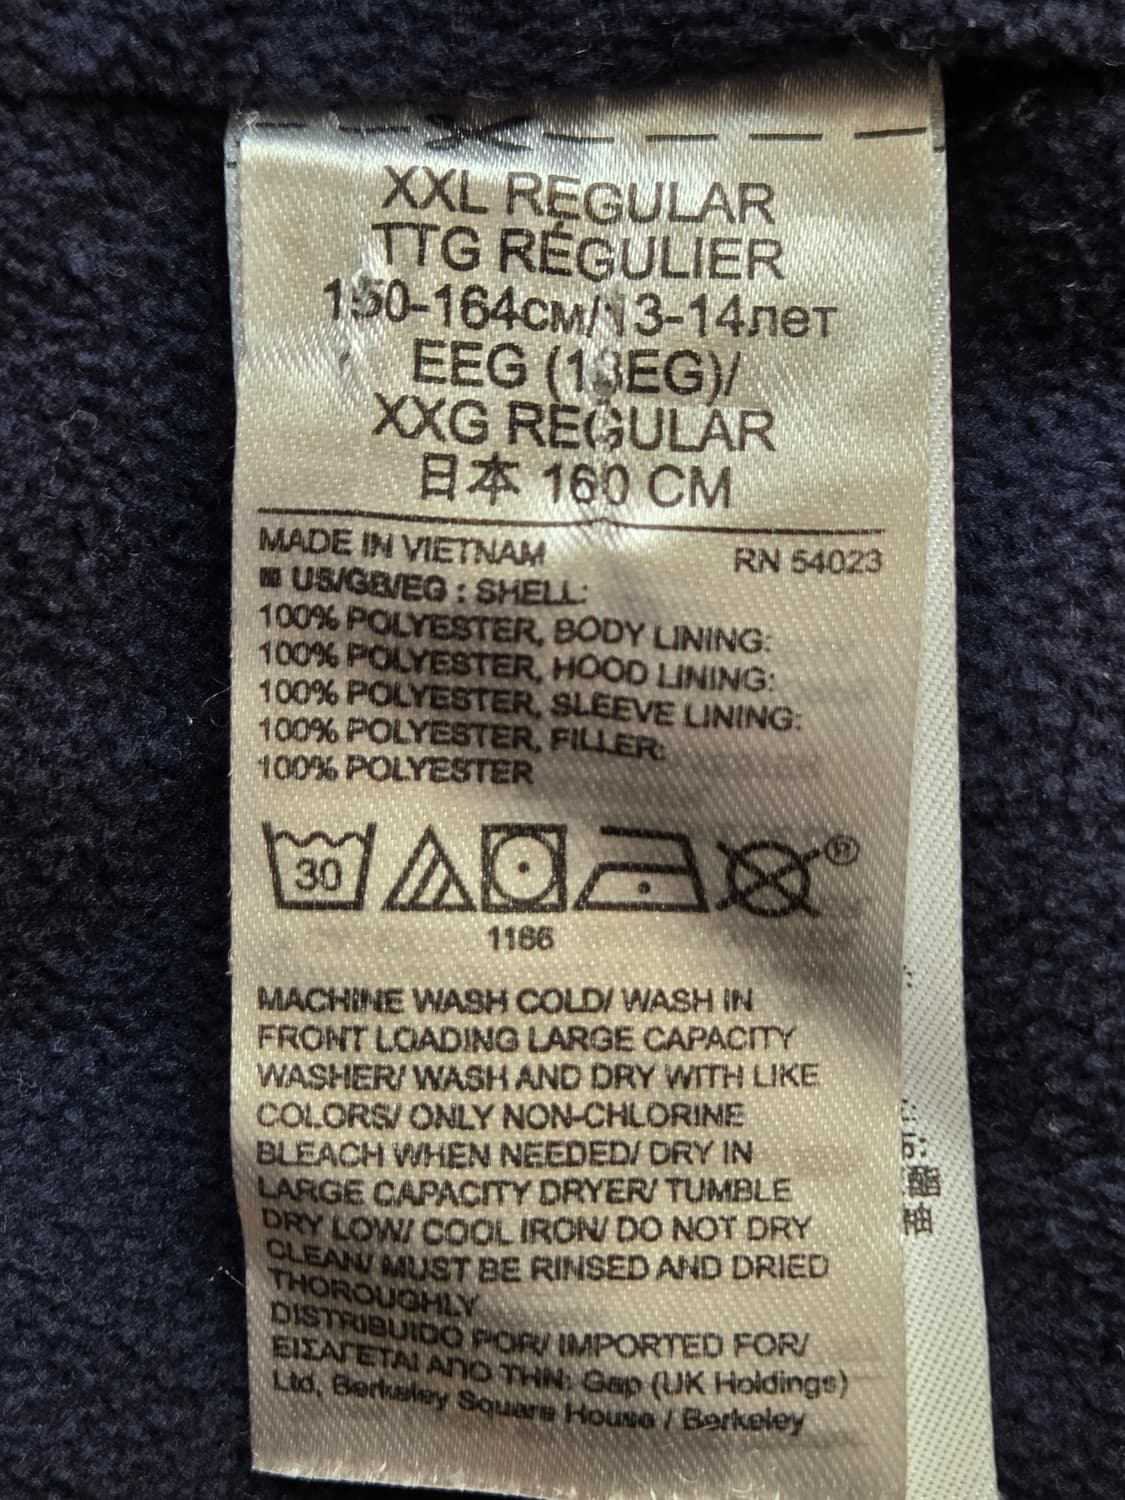 XXL REGULAR
TTG RÉGULIER
150-164см/13-14лет
EEG (18EG)/
XXG REGULAR
日本 160 CM
MADE IN VIETNAM
RN 54023
US/GB/EG : SHELL:
100% POLYESTER, BODY LINING:
100% POLYESTER, HOOD LINING:
100% POLYESTER, SLEEVE LINING:
100% POLYESTER, FILLER:
100% POLYESTER
30
®
1166
MACHINE WASH COLD/ WASH IN
FRONT LOADING LARGE CAPACITY
WASHER/ WASH AND DRY WITH LIKE
COLORS/ ONLY NON-CHLORINE
BLEACH WHEN NEEDED/ DRY IN
LARGE CAPACITY DRYER/ TUMBLE
DRY LOW/ COOL IRON/ DO NOT DRY
CLEAN/ MUST BE RINSED AND DRIED
THOROUGHLY
DISTRIBUIDO POR/ IMPORTED FOR/
ΕΙΣΑΓΕΤΑΙ ΑΠΟ ΤΗΝ: Gap (UK Holdings)
Ltd, Berkeley Square House / Berkeley